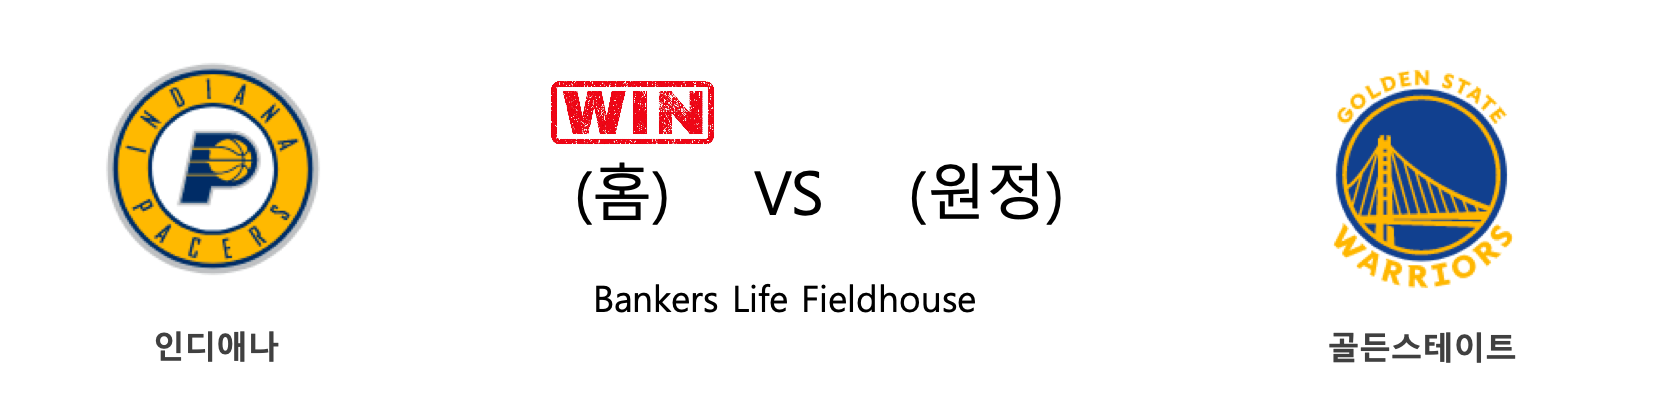 INDIANA
PACERS
인디애나
WIN
(홈) VS (원정)
Bankers Life Fieldhouse
GOLDEN STATE
WARRIORS
골든스테이트